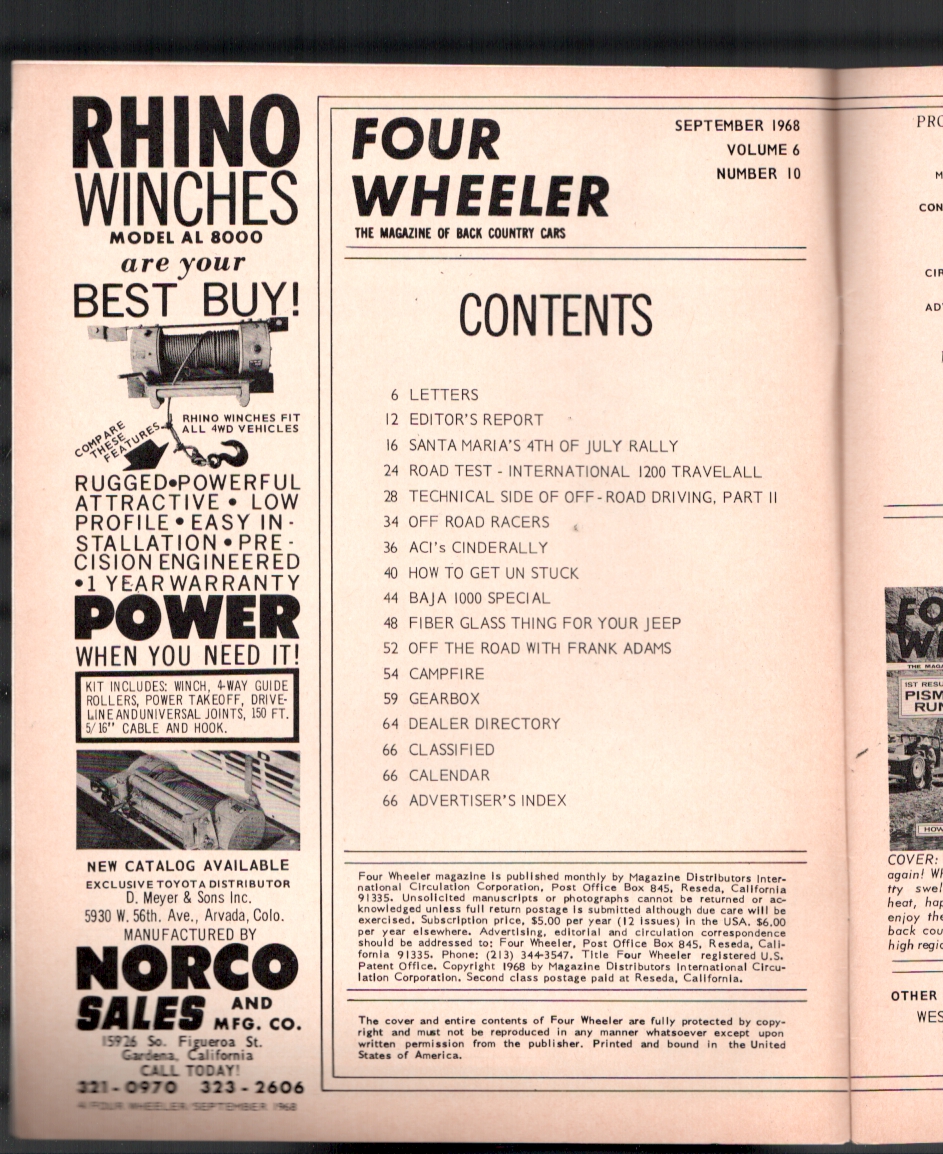 RHINO
WINCHES
MODEL AL 8000
are your
BEST BUY!
COMPARE
THESE
FEATURES
RHINO WINCHES FIT
ALL 4WD VEHICLES
RUGGED•POWERFUL
ATTRACTIVE • LOW
PROFILE • EASY IN-
STALLATION • PRE-
CISION ENGINEERED
•1 YEAR WARRANTY
POWER
WHEN YOU NEED IT!
KIT INCLUDES: WINCH, 4-WAY GUIDE
ROLLERS, POWER TAKEOFF, DRIVE-
LINE AND UNIVERSAL JOINTS, 150 FT.
5/16" CABLE AND HOOK.
NEW CATALOG AVAILABLE
EXCLUSIVE TOYOTA DISTRIBUTOR
D. Meyer & Sons Inc.
5930 W. 56th. Ave., Arvada, Colo.
MANUFACTURED BY
NORCO
SALES AND
MFG. CO.
15926 So. Figueroa St.
Gardena, California
CALL TODAY!
321-0970 323-2606
4/FOUR WHEELER/SEPTEMBER 1968
FOUR
WHEELER
THE MAGAZINE OF BACK COUNTRY CARS
SEPTEMBER 1968
VOLUME 6
NUMBER 10
CONTENTS
6 LETTERS
12 EDITOR'S REPORT
16 SANTA MARIA'S 4TH OF JULY RALLY
24 ROAD TEST - INTERNATIONAL 1200 TRAVELALL
28 TECHNICAL SIDE OF OFF-ROAD DRIVING, PART II
34 OFF ROAD RACERS
36 ACI's CINDERALLY
40 HOW TO GET UN STUCK
44 BAJA 1000 SPECIAL
48 FIBER GLASS THING FOR YOUR JEEP
52 OFF THE ROAD WITH FRANK ADAMS
54 CAMPFIRE
59 GEARBOX
64 DEALER DIRECTORY
66 CLASSIFIED
66 CALENDAR
66 ADVERTISER'S INDEX
Four Wheeler magazine is published monthly by Magazine Distributors Inter-
national Circulation Corporation, Post Office Box 845, Reseda, California
91335. Unsolicited manuscripts or photographs cannot be returned or ac-
knowledged unless full return postage is submitted although due care will be
exercised. Subscription price, $5.00 per year (12 issues) in the USA. $6.00
per year elsewhere. Advertising, editorial and circulation correspondence
should be addressed to; Four Wheeler, Post Office Box 845, Reseda, Cali-
fornia 91335. Phone: (213) 344-3547. Title Four Wheeler registered U.S.
Patent Office. Copyright 1968 by Magazine Distributors International Circu-
lation Corporation. Second class postage paid at Reseda, California.
The cover and entire contents of Four Wheeler are fully protected by copy-
right and must not be reproduced in any manner whatsoever except upon
written permission from the publisher. Printed and bound in the United
States of America.
PRO
M
CON
CIR
AD
FO
W
THE MAGA
1ST RESU
PISM
RUN
HOW
COVER:
again! Wh
try swel
heat, hap
enjoy the
back cou
high regio
OTHER
WES